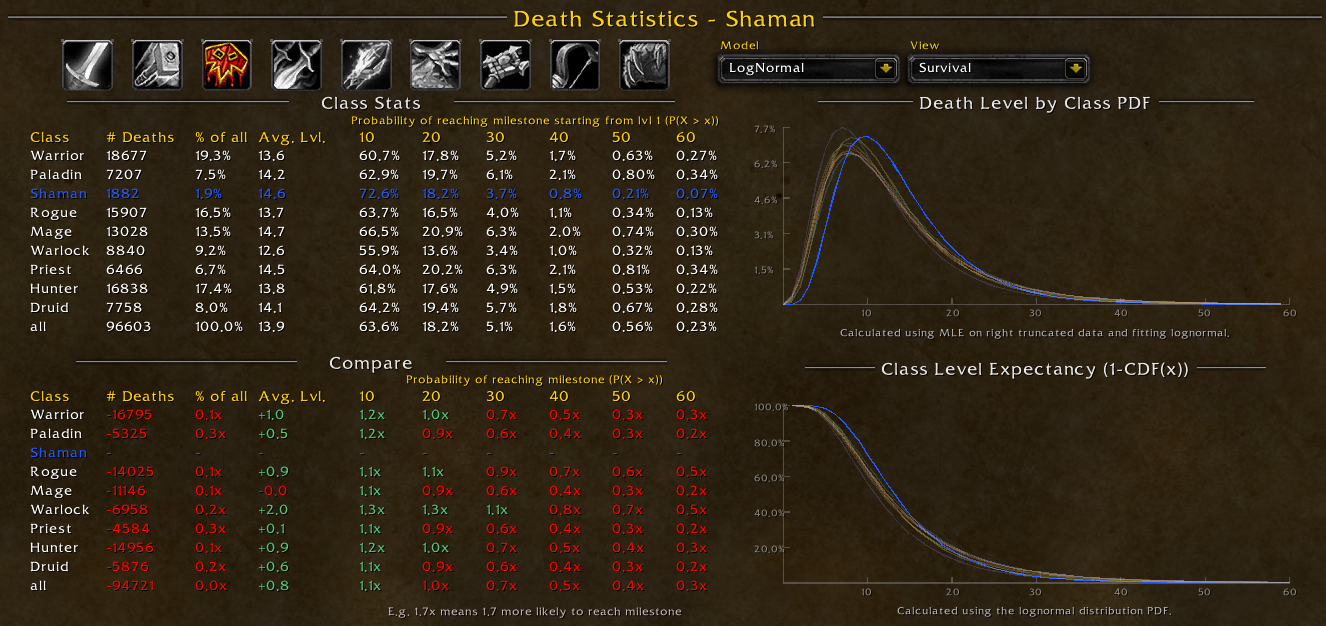 Death Statistics - Shaman
Model View
LogNormal Survival
Class Stats
Probability of reaching milestone starting from lvl 1 (P(X > x))
Class # Deaths % of all Avg. Lvl. 10 20 30 40 50 60
Warrior 18677 19.3% 13.6 60.7% 17.8% 5.2% 1.7% 0.63% 0.27%
Paladin 7207 7.5% 14.2 62.9% 19.7% 6.1% 2.1% 0.80% 0.34%
Shaman 1882 1.9% 14.6 72.6% 18.2% 3.7% 0.8% 0.21% 0.07%
Rogue 15907 16.5% 13.7 63.7% 16.5% 4.0% 1.1% 0.34% 0.13%
Mage 13028 13.5% 14.7 66.5% 20.9% 6.3% 2.0% 0.74% 0.30%
Warlock 8840 9.2% 12.6 55.9% 13.6% 3.4% 1.0% 0.32% 0.13%
Priest 6466 6.7% 14.5 64.0% 20.2% 6.3% 2.1% 0.81% 0.34%
Hunter 16838 17.4% 13.8 61.8% 17.6% 4.9% 1.5% 0.53% 0.22%
Druid 7758 8.0% 14.1 64.2% 19.4% 5.7% 1.8% 0.67% 0.28%
all 96603 100.0% 13.9 63.6% 18.2% 5.1% 1.6% 0.56% 0.23%
Compare
Probability of reaching milestone (P(X > x))
Class # Deaths % of all Avg. Lvl. 10 20 30 40 50 60
Warrior -16795 0.1x +1.0 1.2x 1.0x 0.7x 0.5x 0.3x 0.3x
Paladin -5325 0.3x +0.5 1.2x 0.9x 0.6x 0.4x 0.3x 0.2x
Shaman - - - - - - - - -
Rogue -14025 0.1x +0.9 1.1x 1.1x 0.9x 0.7x 0.6x 0.5x
Mage -11146 0.1x -0.0 1.1x 0.9x 0.6x 0.4x 0.3x 0.2x
Warlock -6958 0.2x +2.0 1.3x 1.3x 1.1x 0.8x 0.7x 0.5x
Priest -4584 0.3x +0.1 1.1x 0.9x 0.6x 0.4x 0.3x 0.2x
Hunter -14956 0.1x +0.9 1.2x 1.0x 0.7x 0.5x 0.4x 0.3x
Druid -5876 0.2x +0.6 1.1x 0.9x 0.6x 0.4x 0.3x 0.2x
all -94721 0.0x +0.8 1.1x 1.0x 0.7x 0.5x 0.4x 0.3x
E.g. 1.7x means 1.7 more likely to reach milestone
Death Level by Class PDF
7.7%
6.2%
4.6%
3.1%
1.5%
10 20 30 40 50 60
Calculated using MLE on right truncated data and fitting lognormal.
Class Level Expectancy (1-CDF(x))
100.0%
80.0%
60.0%
40.0%
20.0%
10 20 30 40 50 60
Calculated using the lognormal distribution PDF.